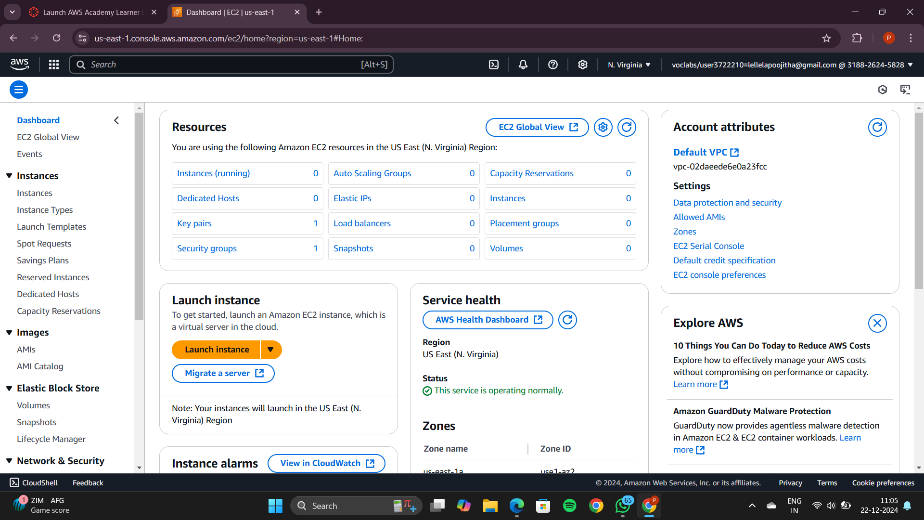 Launch AWS Academy Learner
Dashboard | EC2 | us-east-1
us-east-1.console.aws.amazon.com/ec2/home?region=us-east-1#Home:
P
aws
Search
[Alt+S]
N. Virginia
voclabs/user3722210=lellelapoojitha@gmail.com @ 3188-2624-5828
Dashboard
EC2 Global View
Events
Instances
Instances
Instance Types
Launch Templates
Spot Requests
Savings Plans
Reserved Instances
Dedicated Hosts
Capacity Reservations
Images
AMIs
AMI Catalog
Elastic Block Store
Volumes
Snapshots
Lifecycle Manager
Network & Security
Resources
EC2 Global View
You are using the following Amazon EC2 resources in the US East (N. Virginia) Region:
Instances (running) 0
Auto Scaling Groups 0
Capacity Reservations 0
Dedicated Hosts 0
Elastic IPs 0
Instances 0
Key pairs 1
Load balancers 0
Placement groups 0
Security groups 1
Snapshots 0
Volumes 0
Launch instance
To get started, launch an Amazon EC2 instance, which is
a virtual server in the cloud.
Launch instance
Migrate a server
Note: Your instances will launch in the US East (N.
Virginia) Region
Instance alarms
View in CloudWatch
Service health
AWS Health Dashboard
Region
US East (N. Virginia)
Status
This service is operating normally.
Zones
Zone name
Zone ID
us-east-1a
use1-az2
Account attributes
Default VPC
vpc-02daeede6e0a23fcc
Settings
Data protection and security
Allowed AMIs
Zones
EC2 Serial Console
Default credit specification
EC2 console preferences
Explore AWS
10 Things You Can Do Today to Reduce AWS Costs
Explore how to effectively manage your AWS costs
without compromising on performance or capacity.
Learn more
Amazon GuardDuty Malware Protection
GuardDuty now provides agentless malware detection
in Amazon EC2 & EC2 container workloads. Learn
more
CloudShell
Feedback
© 2024, Amazon Web Services, Inc. or its affiliates.
Privacy
Terms
Cookie preferences
ZIM AFG
Game score
Search
ENG
IN
11:05
22-12-2024